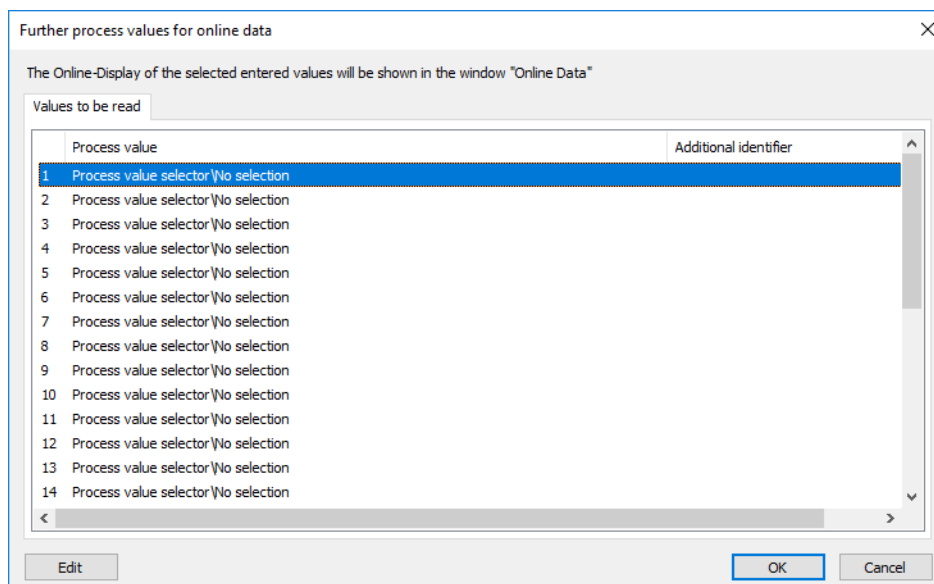 Further process values for online data
The Online-Display of the selected entered values will be shown in the window "Online Data"
Values to be read
Process value Additional identifier
1 Process value selector\No selection
2 Process value selector\No selection
3 Process value selector\No selection
4 Process value selector\No selection
5 Process value selector\No selection
6 Process value selector\No selection
7 Process value selector\No selection
8 Process value selector\No selection
9 Process value selector\No selection
10 Process value selector\No selection
11 Process value selector\No selection
12 Process value selector\No selection
13 Process value selector\No selection
14 Process value selector\No selection
Edit OK Cancel